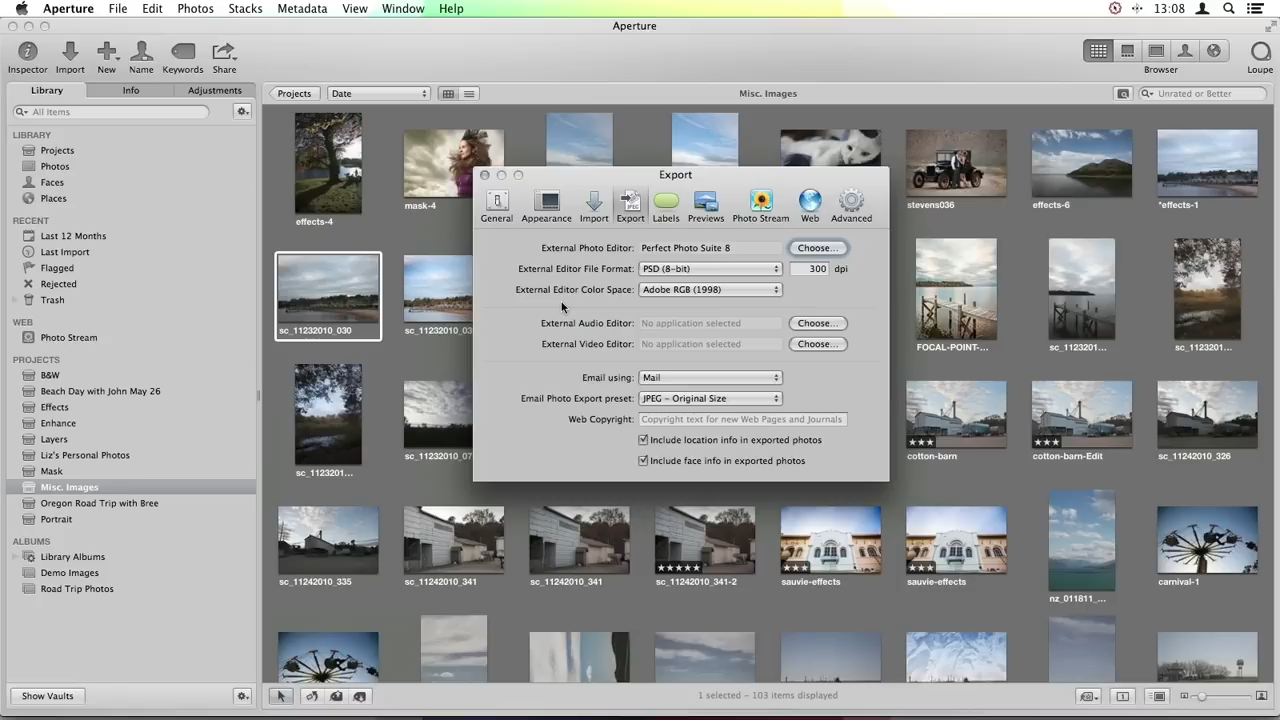 Aperture File Edit Photos Stacks Metadata View Window Help 13:08
Aperture
Inspector Import New Name Keywords Share Browser Loupe
Library Info Adjustments Projects Date Misc. Images Unrated or Better
All Items
LIBRARY
Projects
Photos
Faces
Places
RECENT
Last 12 Months
Last Import
Flagged
Rejected
Trash
WEB
Photo Stream
PROJECTS
B&W
Beach Day with John May 26
Effects
Enhance
Layers
Liz's Personal Photos
Mask
Misc. Images
Oregon Road Trip with Bree
Portrait
ALBUMS
Library Albums
Demo Images
Road Trip Photos
Show Vaults
effects-4 mask-4 stevens036 effects-6 *effects-1
sc_11232010_030 sc_11232010_03 FOCAL-POINT-... sc_1123201... sc_1123201...
sc_1123201... sc_11232010_07 cotton-barn cotton-barn-Edit sc_11242010_326
sc_11242010_335 sc_11242010_341 sc_11242010_341 sc_11242010_341-2 sauvie-effects sauvie-effects nz_011811_... carnival-1
1 selected - 103 items displayed
Export
General Appearance Import Export Labels Previews Photo Stream Web Advanced
External Photo Editor: Perfect Photo Suite 8 Choose...
External Editor File Format: PSD (8-bit) 300 dpi
External Editor Color Space: Adobe RGB (1998)
External Audio Editor: No application selected Choose...
External Video Editor: No application selected Choose...
Email using: Mail
Email Photo Export preset: JPEG - Original Size
Web Copyright: Copyright text for new Web Pages and Journals
Include location info in exported photos
Include face info in exported photos